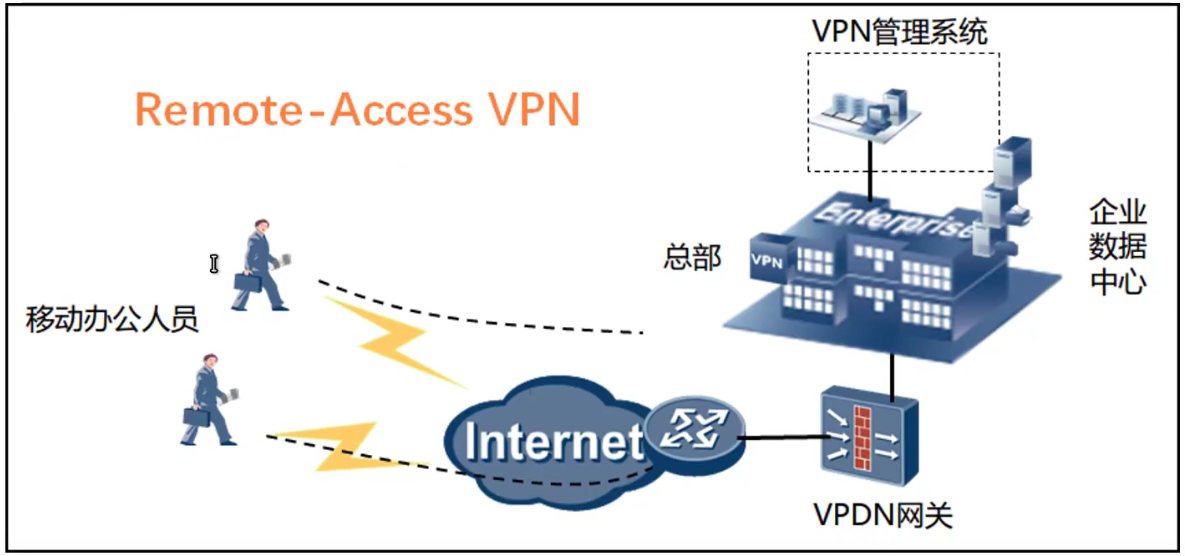 VPN管理系统
Remote-Access VPN
Enterprise
总部
VPN
企业
数据
中心
移动办公人员
Internet
VPDN网关